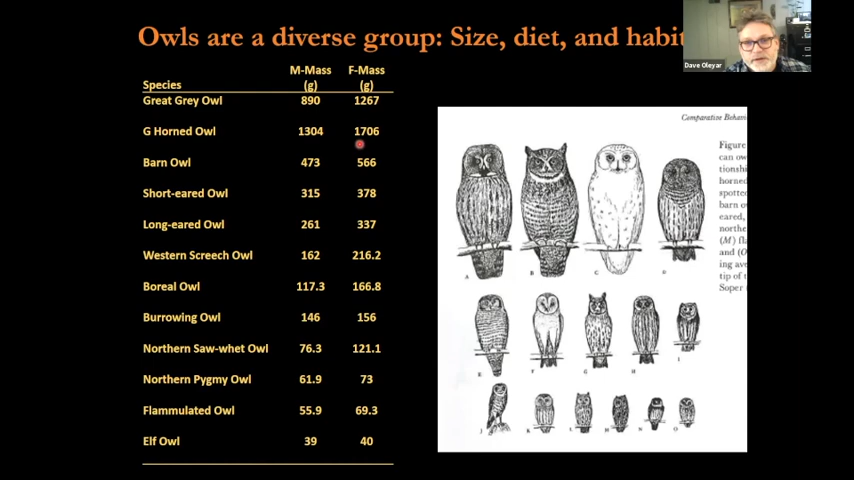 Owls are a diverse group: Size, diet, and habit
Dave Oleyar
M-Mass F-Mass
Species (g) (g)
Great Grey Owl 890 1267
G Horned Owl 1304 1706
Barn Owl 473 566
Short-eared Owl 315 378
Long-eared Owl 261 337
Western Screech Owl 162 216.2
Boreal Owl 117.3 166.8
Burrowing Owl 146 156
Northern Saw-whet Owl 76.3 121.1
Northern Pygmy Owl 61.9 73
Flammulated Owl 55.9 69.3
Elf Owl 39 40
Comparative Behav
Figure
can ow
tionshi
horned
spotted
barn ow
eared,
northe
(M) fla
and (O
ing ave
tip of t
Soper
A B C D
E F G H I
J K L M N O